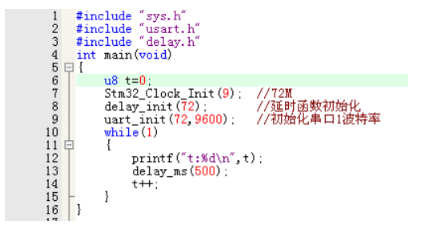 1 #include "sys.h"
2 #include "usart.h"
3 #include "delay.h"
4 int main(void)
5 {
6 u8 t=0;
7 Stm32_Clock_Init(9); //72M
8 delay_init(72); //延时函数初始化
9 uart_init(72,9600); //初始化串口1波特率
10 while(1)
11 {
12 printf("t:%d\n",t);
13 delay_ms(500);
14 t++;
15 }
16 }